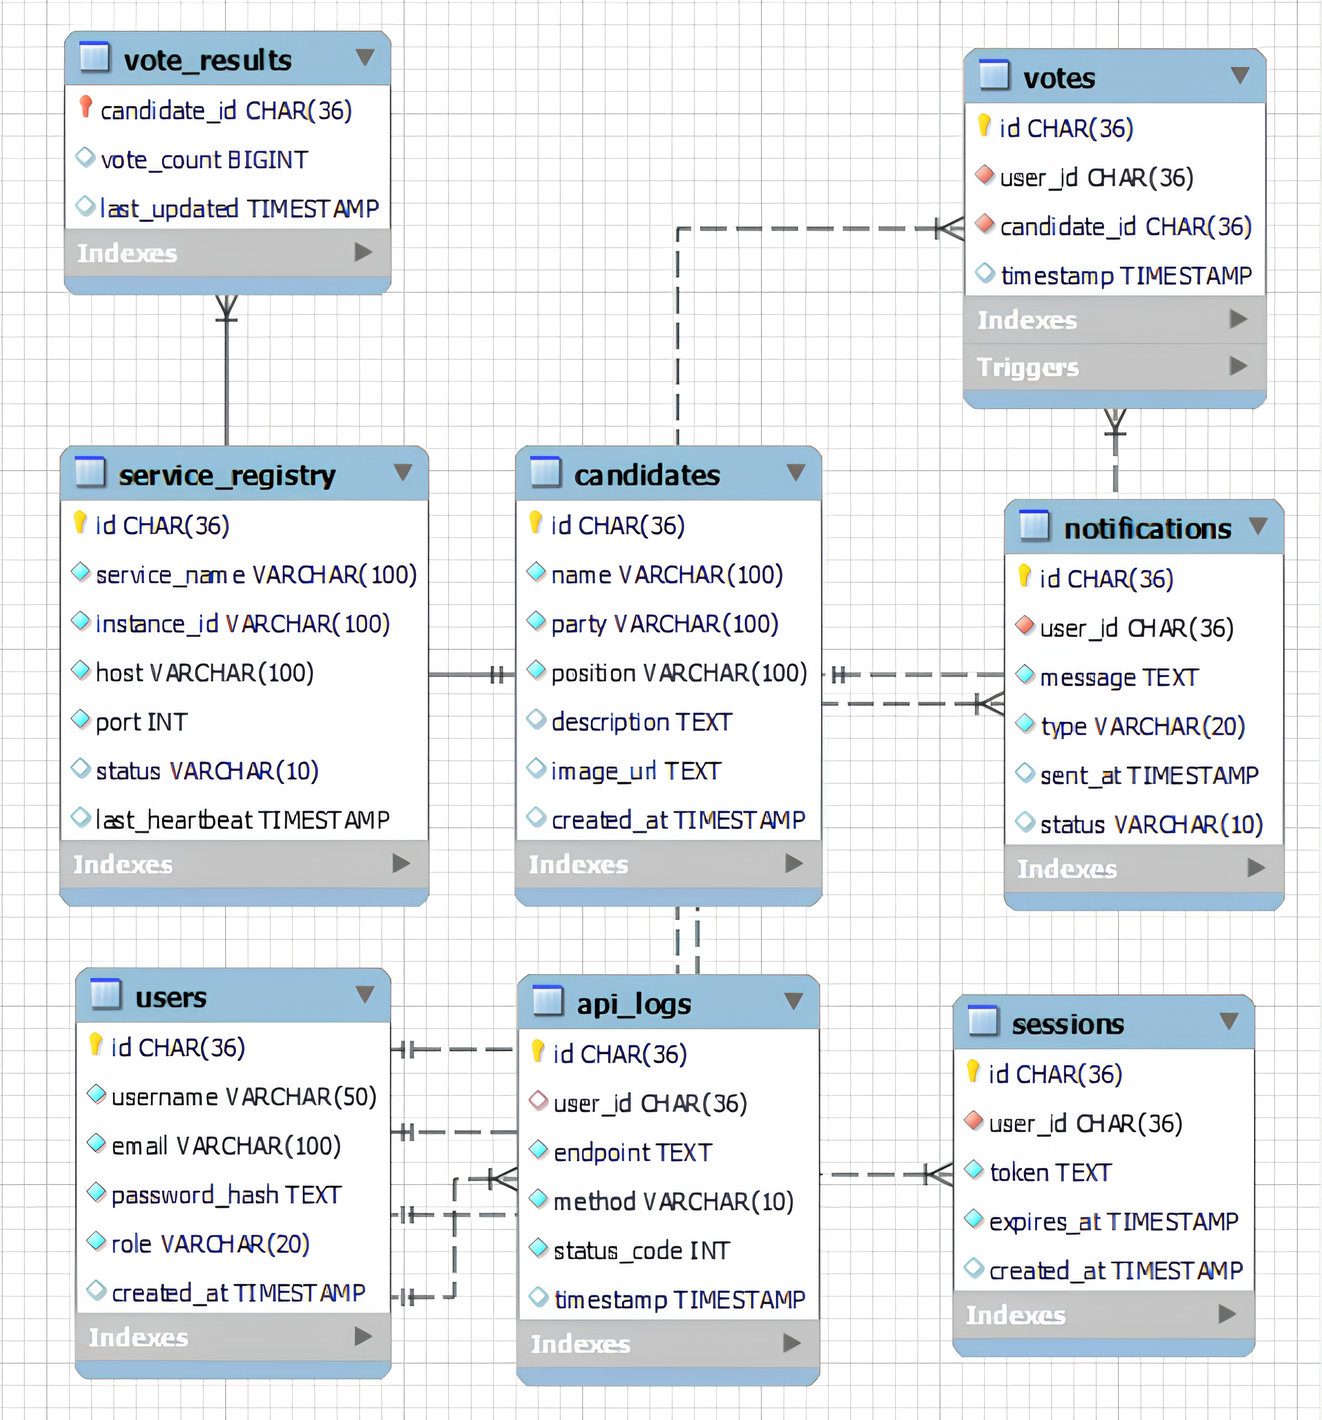 vote_results
candidate_id CHAR(36)
vote_count BIGINT
last_updated TIMESTAMP
Indexes
votes
id CHAR(36)
user_id CHAR(36)
candidate_id CHAR(36)
timestamp TIMESTAMP
Indexes
Triggers
service_registry
id CHAR(36)
service_name VARCHAR(100)
instance_id VARCHAR(100)
host VARCHAR(100)
port INT
status VARCHAR(10)
last_heartbeat TIMESTAMP
Indexes
candidates
id CHAR(36)
name VARCHAR(100)
party VARCHAR(100)
position VARCHAR(100)
description TEXT
image_url TEXT
created_at TIMESTAMP
Indexes
notifications
id CHAR(36)
user_id CHAR(36)
message TEXT
type VARCHAR(20)
sent_at TIMESTAMP
status VARCHAR(10)
Indexes
users
id CHAR(36)
username VARCHAR(50)
email VARCHAR(100)
password_hash TEXT
role VARCHAR(20)
created_at TIMESTAMP
Indexes
api_logs
id CHAR(36)
user_id CHAR(36)
endpoint TEXT
method VARCHAR(10)
status_code INT
timestamp TIMESTAMP
Indexes
sessions
id CHAR(36)
user_id CHAR(36)
token TEXT
expires_at TIMESTAMP
created_at TIMESTAMP
Indexes